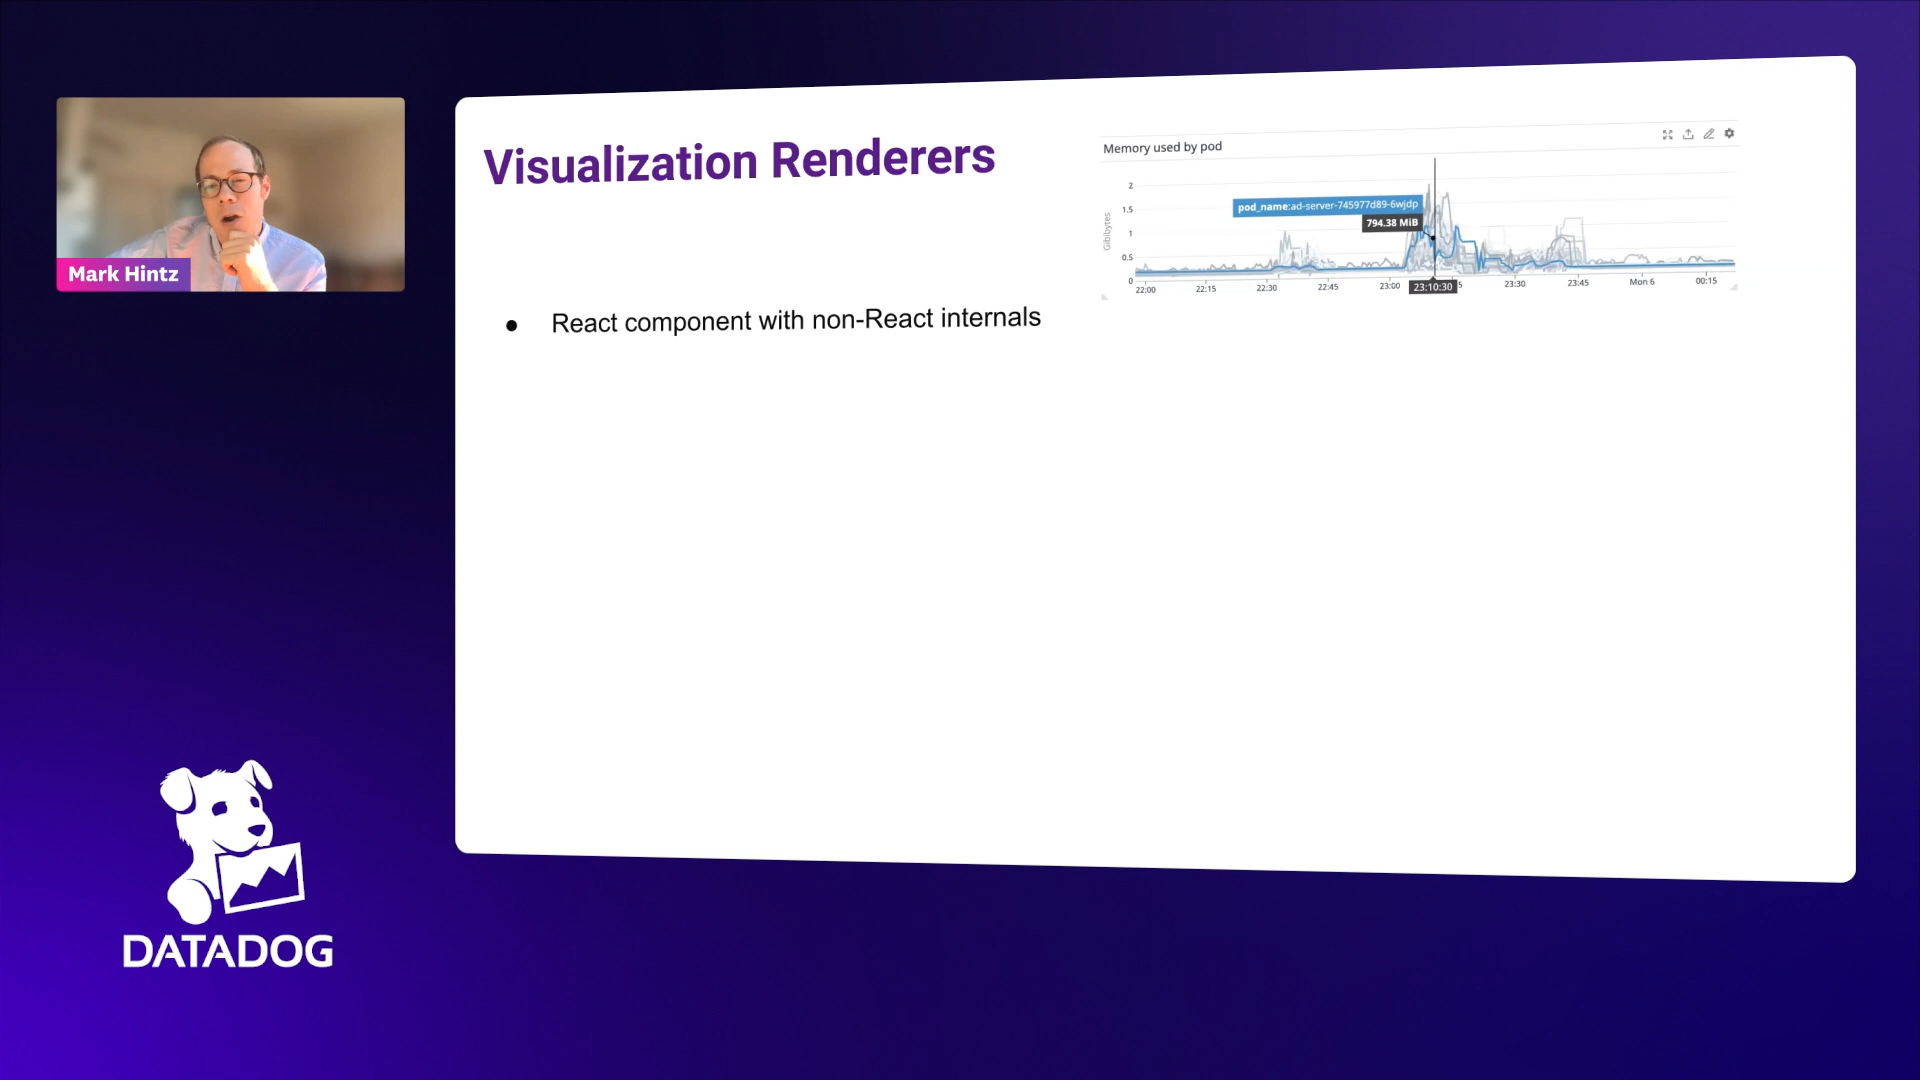 Mark Hintz
DATADOG
Visualization Renderers
● React component with non-React internals
Memory used by pod
Gibibytes
2
1.5
1
0.5
0
pod_name:ad-server-745977d89-6wjdp
794.38 MiB
22:00 22:15 22:30 22:45 23:00 23:10:30 5 23:30 23:45 Mon 6 00:15